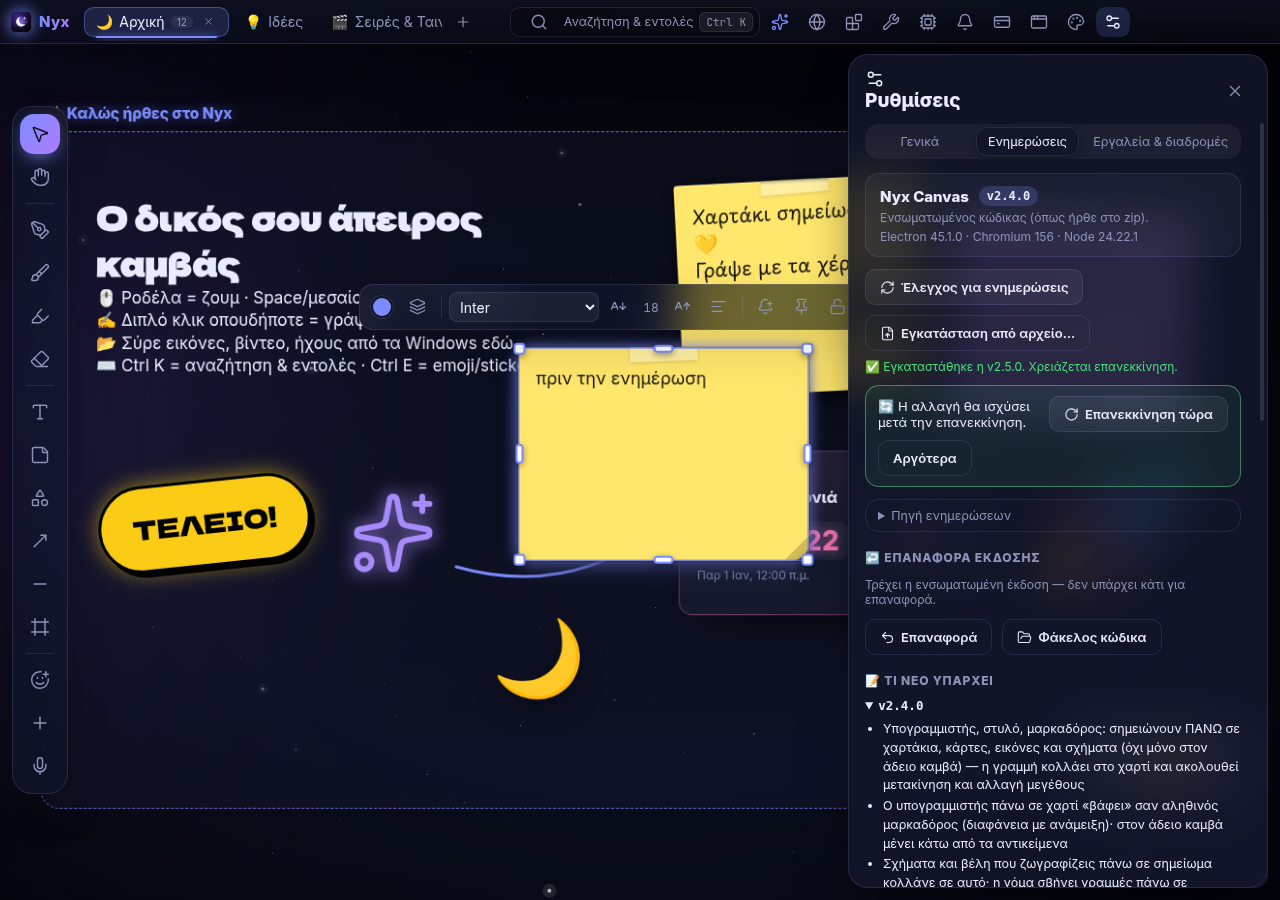 Nyx
🌙 Αρχική 12
💡 Ιδέες
🎬 Σειρές &
Αναζήτηση & εντολές Ctrl K
Καλώς ήρθες στο Nyx
Ο δικός σου άπειρος
καμβάς
🖱️ Ροδέλα = ζουμ · Space/μεσαίο
✍️ Διπλό κλικ οπουδήποτε =
📂 Σύρε εικόνες, βίντεο, ήχους από τα Windows εδώ
⌨️ Ctrl K = αναζήτηση & εντολές · Ctrl E = emoji/stick
Χαρτάκι
💛
Γράψε με τα
Inter
18
πριν την ενημέρωση
ΤΕΛΕΙΟ!
22
Παρ 1 Ιαν, 12:00 π.μ.
Ρυθμίσεις
Γενικά
Ενημερώσεις
Εργαλεία & διαδρομές
Nyx Canvas v2.4.0
Ενσωματωμένος κώδικας (όπως ήρθε στο zip).
Electron 45.1.0 · Chromium 156 · Node 24.22.1
Έλεγχος για ενημερώσεις
Εγκατάσταση από αρχείο…
✅ Εγκαταστάθηκε η v2.5.0. Χρειάζεται επανεκκίνηση.
🔄 Η αλλαγή θα ισχύσει
μετά την επανεκκίνηση.
Επανεκκίνηση τώρα
Αργότερα
▶ Πηγή ενημερώσεων
↩️ ΕΠΑΝΑΦΟΡΑ ΕΚΔΟΣΗΣ
Τρέχει η ενσωματωμένη έκδοση — δεν υπάρχει κάτι για
επαναφορά.
Επαναφορά
Φάκελος κώδικα
📝 ΤΙ ΝΕΟ ΥΠΑΡΧΕΙ
▼ v2.4.0
• Υπογραμμιστής, στυλό, μαρκαδόρος: σημειώνουν ΠΑΝΩ σε
χαρτάκια, κάρτες, εικόνες και σχήματα (όχι μόνο στον
άδειο καμβά) — η γραμμή κολλάει στο χαρτί και ακολουθεί
μετακίνηση και αλλαγή μεγέθους
• Ο υπογραμμιστής πάνω σε χαρτί «βάφει» σαν αληθινός
μαρκαδόρος (διαφάνεια με ανάμειξη)· στον άδειο καμβά
μένει κάτω από τα αντικείμενα
• Σχήματα και βέλη που ζωγραφίζεις πάνω σε σημείωμα
κολλάνε σε αυτό· η γόμα σβήνει γραμμές πάνω σε